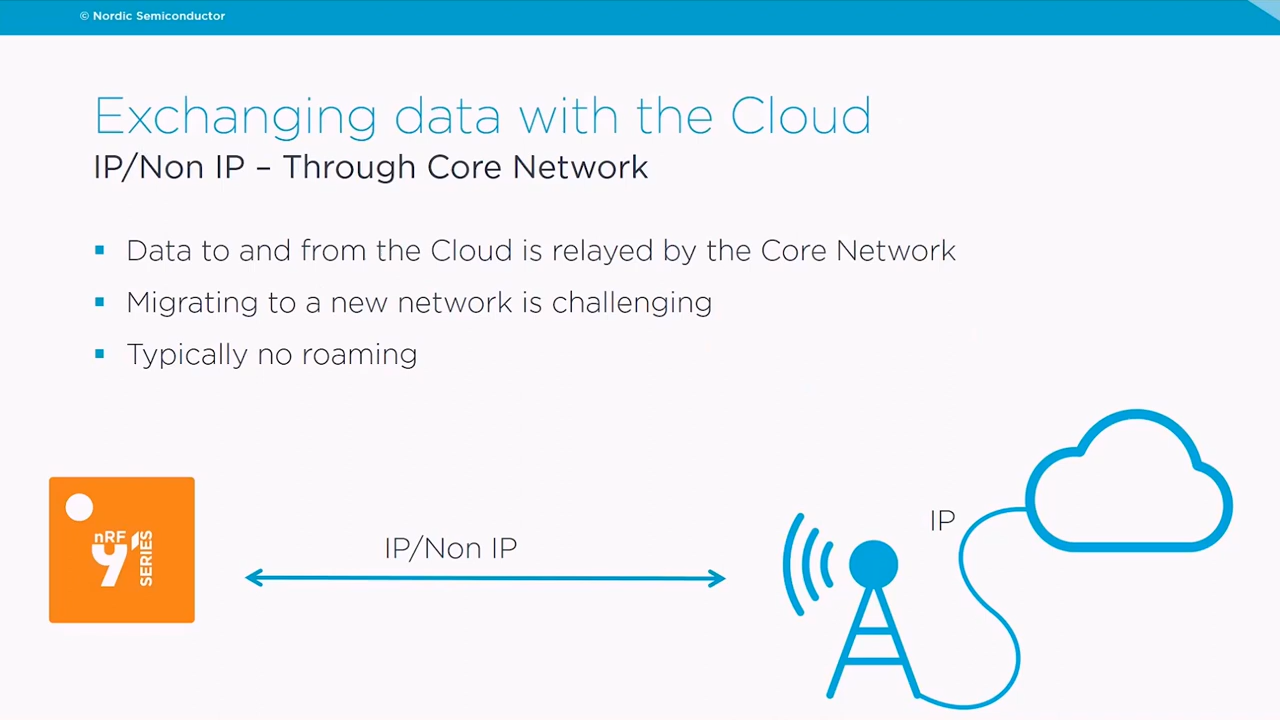 © Nordic Semiconductor
Exchanging data with the Cloud
IP/Non IP – Through Core Network
▪ Data to and from the Cloud is relayed by the Core Network
▪ Migrating to a new network is challenging
▪ Typically no roaming
IP
IP/Non IP
nRF
91
SERIES